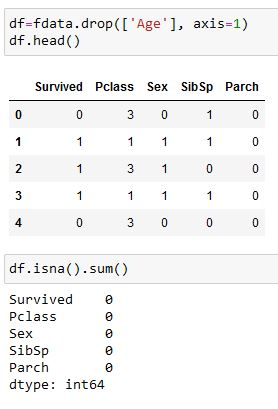 df=fdata.drop(['Age'], axis=1)
df.head()
Survived Pclass Sex SibSp Parch
0 0 3 0 1 0
1 1 1 1 1 0
2 1 3 1 0 0
3 1 1 1 1 0
4 0 3 0 0 0
df.isna().sum()
Survived 0
Pclass 0
Sex 0
SibSp 0
Parch 0
dtype: int64